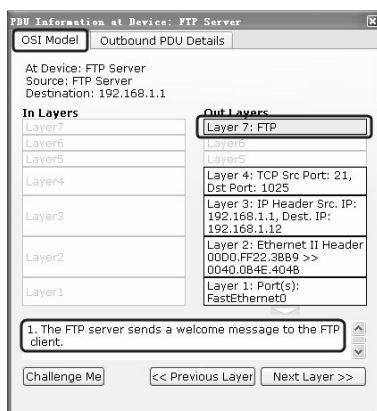 PDU Information at Device: FTP Server
OSI Model
Outbound PDU Details
At Device: FTP Server
Source: FTP Server
Destination: 192.168.1.1
In Layers
Out Layers
Layer7
Layer 7: FTP
Layer6
Layer6
Layer5
Layer5
Layer4
Layer 4: TCP Src Port: 21,
Dst Port: 1025
Layer3
Layer 3: IP Header Src. IP:
192.168.1.1, Dest. IP:
192.168.1.12
Layer2
Layer 2: Ethernet II Header
00D0.FF22.3BB9 >>
0040.0B4E.404B
Layer1
Layer 1: Port(s):
FastEthernet0
1. The FTP server sends a welcome message to the FTP
client.
Challenge Me
<< Previous Layer
Next Layer >>